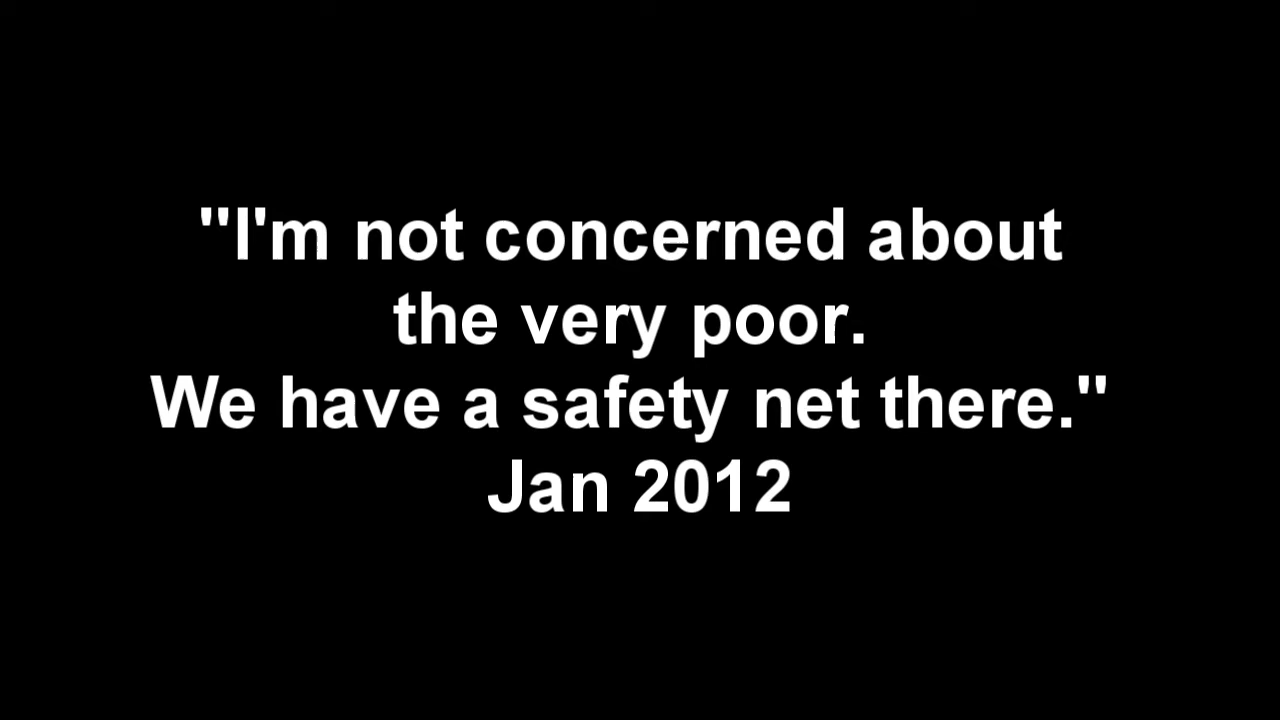 "I'm not concerned about
the very poor.
We have a safety net there."
Jan 2012